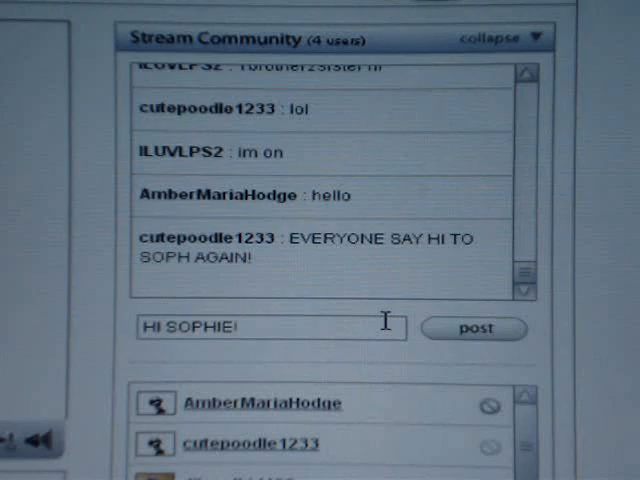 Stream Community (4 users)
collapse
ILUVLPS2 :
cutepoodle1233 : lol
ILUVLPS2 : im on
AmberMariaHodge : hello
cutepoodle1233 : EVERYONE SAY HI TO
SOPH AGAIN!
HI SOPHIE!
post
AmberMariaHodge
cutepoodle1233